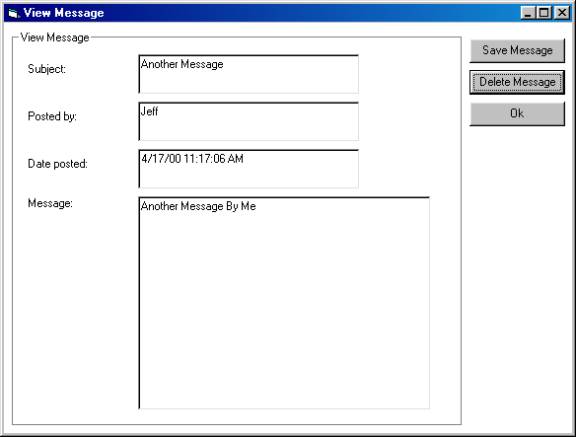 View Message
View Message
Subject:
Another Message
Posted by:
Jeff
Date posted:
4/17/00 11:17:06 AM
Message:
Another Message By Me
Save Message
Delete Message
Ok